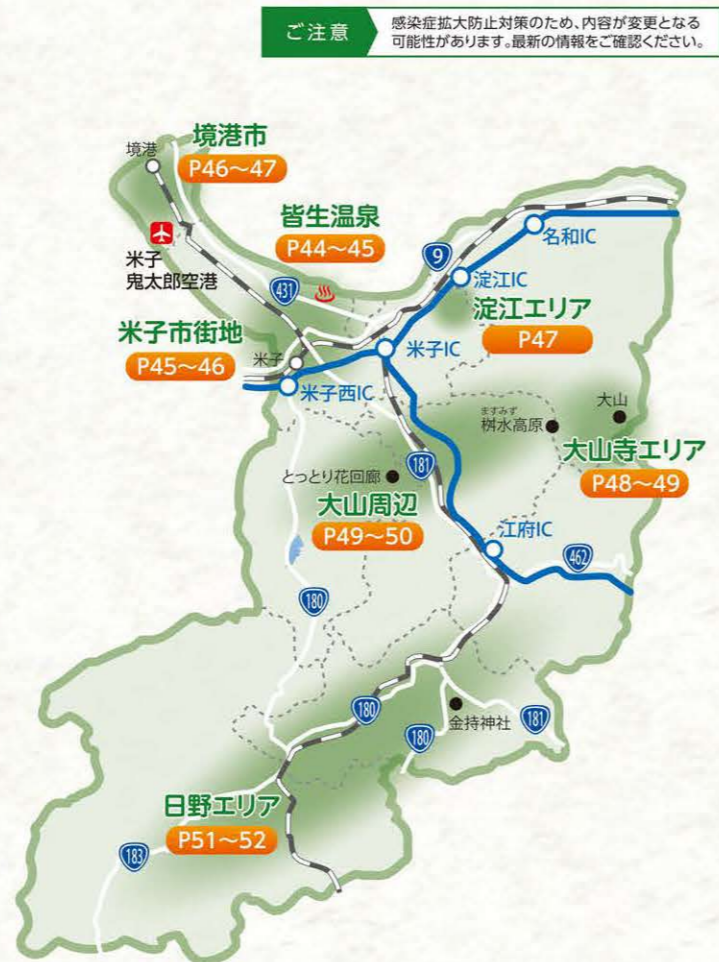 ご注意
感染症拡大防止対策のため、内容が変更となる
可能性があります。最新の情報をご確認ください。
境港市
境港
P46〜47
皆生温泉
P44〜45
米子
鬼太郎空港
431
9
名和IC
淀江IC
淀江エリア
P47
米子市街地
P45〜46
米子
米子IC
米子西IC
ますみず
桝水高原
大山
大山寺エリア
P48〜49
とっとり花回廊
181
大山周辺
P49〜50
江府IC
462
180
180
金持神社
181
180
日野エリア
P51〜52
183